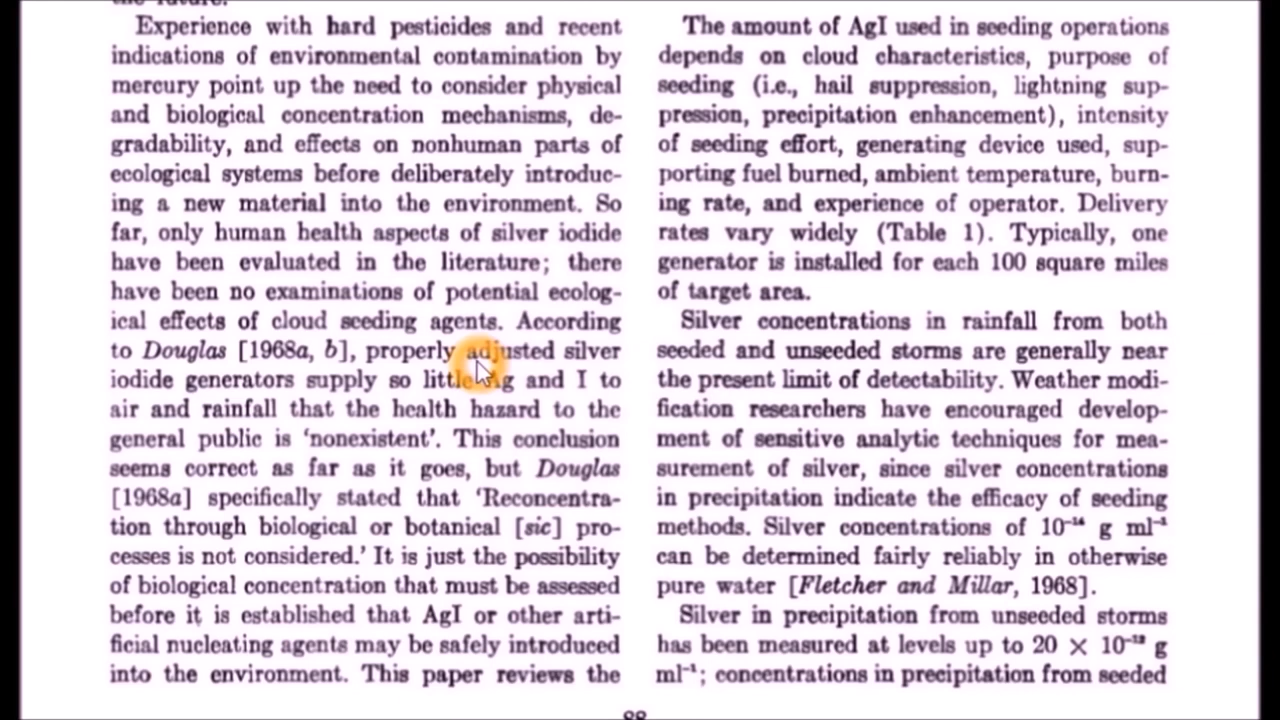 the future.
Experience with hard pesticides and recent
indications of environmental contamination by
mercury point up the need to consider physical
and biological concentration mechanisms, de-
gradability, and effects on nonhuman parts of
ecological systems before deliberately introduc-
ing a new material into the environment. So
far, only human health aspects of silver iodide
have been evaluated in the literature; there
have been no examinations of potential ecolog-
ical effects of cloud seeding agents. According
to Douglas [1968a, b], properly adjusted silver
iodide generators supply so little Ag and I to
air and rainfall that the health hazard to the
general public is ‘nonexistent’. This conclusion
seems correct as far as it goes, but Douglas
[1968a] specifically stated that ‘Reconcentra-
tion through biological or botanical [sic] pro-
cesses is not considered.’ It is just the possibility
of biological concentration that must be assessed
before it is established that AgI or other arti-
ficial nucleating agents may be safely introduced
into the environment. This paper reviews the
The amount of AgI used in seeding operations
depends on cloud characteristics, purpose of
seeding (i.e., hail suppression, lightning sup-
pression, precipitation enhancement), intensity
of seeding effort, generating device used, sup-
porting fuel burned, ambient temperature, burn-
ing rate, and experience of operator. Delivery
rates vary widely (Table 1). Typically, one
generator is installed for each 100 square miles
of target area.
Silver concentrations in rainfall from both
seeded and unseeded storms are generally near
the present limit of detectability. Weather modi-
fication researchers have encouraged develop-
ment of sensitive analytic techniques for mea-
surement of silver, since silver concentrations
in precipitation indicate the efficacy of seeding
methods. Silver concentrations of g ml⁻¹
can be determined fairly reliably in otherwise
pure water [Fletcher and Millar, 1968].
Silver in precipitation from unseeded storms
has been measured at levels up to 20 × g
ml⁻¹; concentrations in precipitation from seeded